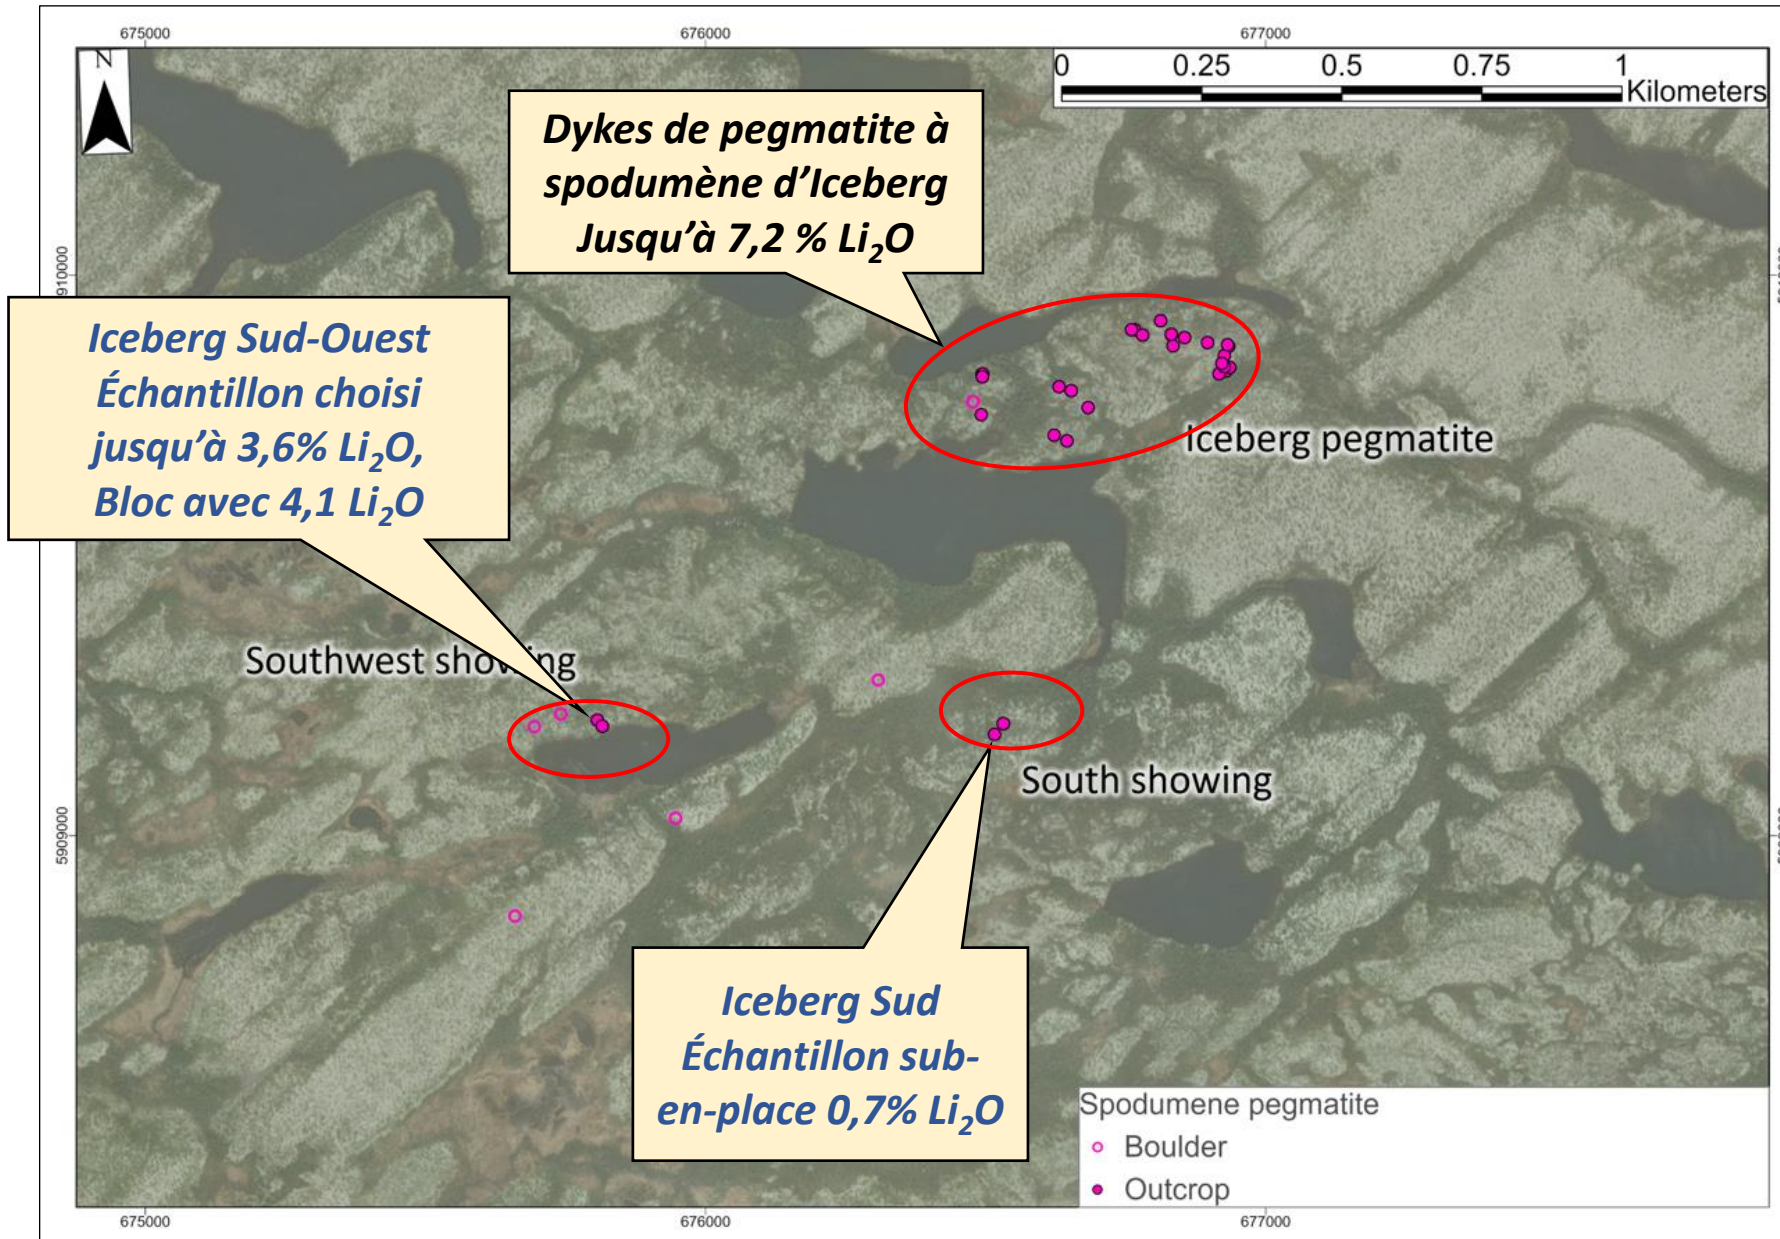 675000
676000
677000
N
0 0.25 0.5 0.75 1
Kilometers
Dykes de pegmatite à
spodumène d’Iceberg
Jusqu’à 7,2 % Li₂O
Iceberg Sud-Ouest
Échantillon choisi
jusqu’à 3,6% Li₂O,
Bloc avec 4,1 Li₂O
Iceberg pegmatite
Southwest showing
South showing
5909000
Iceberg Sud
Échantillon sub-
en-place 0,7% Li₂O
Spodumene pegmatite
Boulder
Outcrop
675000
676000
677000